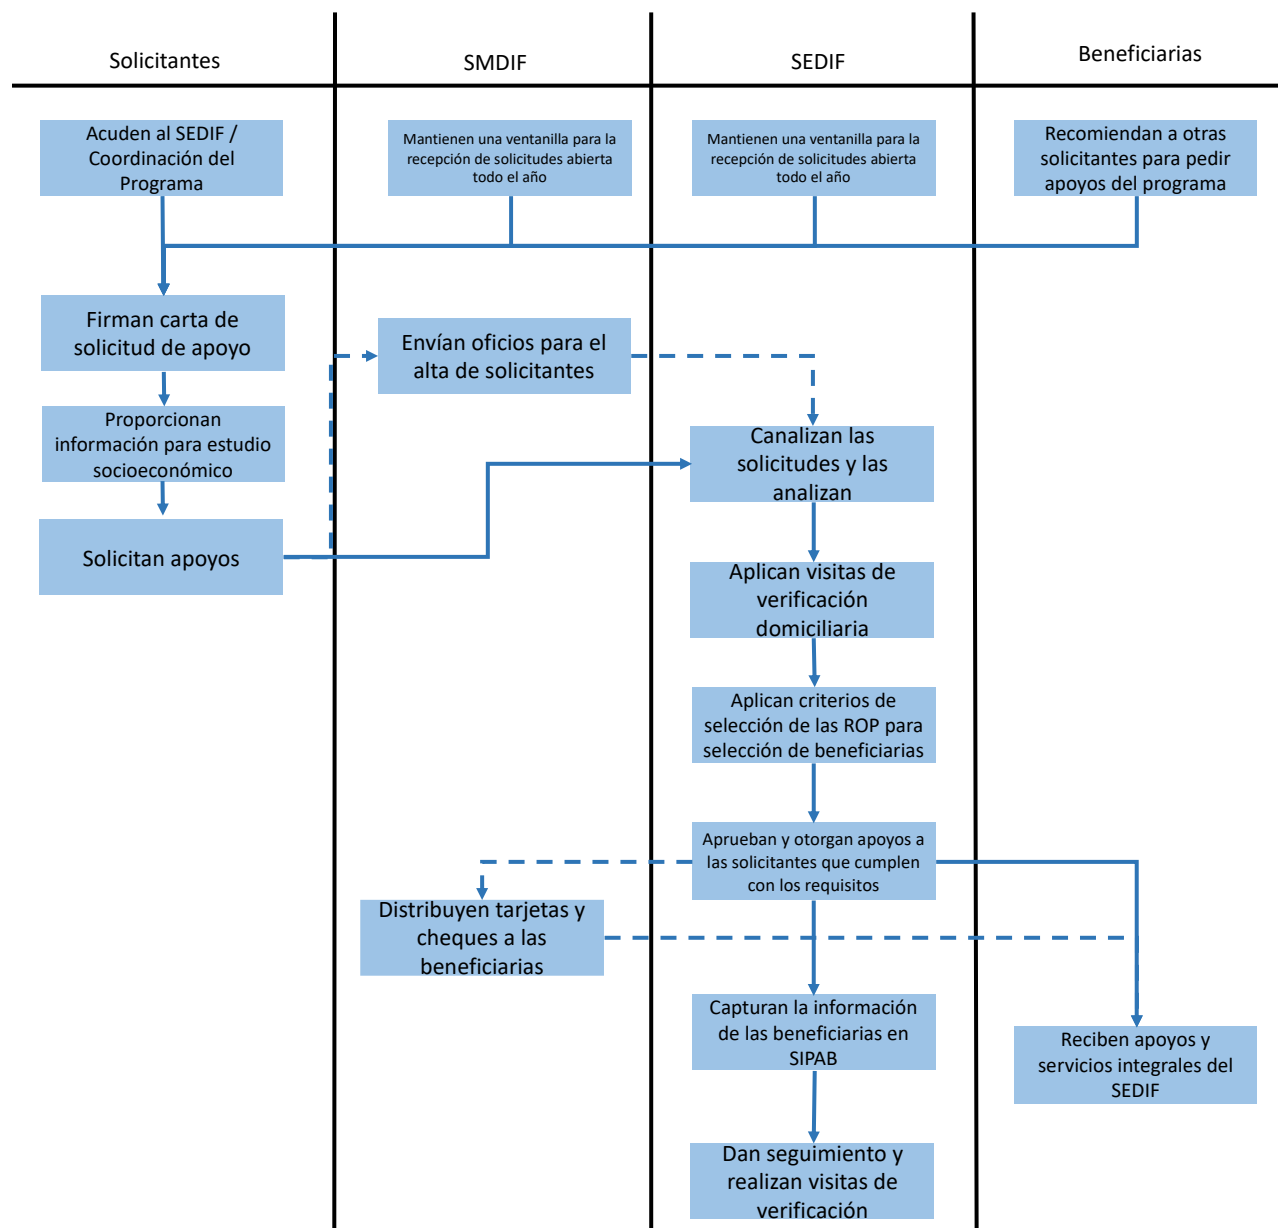 Solicitantes
SMDIF
SEDIF
Beneficiarias
Acuden al SEDIF /
Coordinación del
Programa
Mantienen una ventanilla para la
recepción de solicitudes abierta
todo el año
Mantienen una ventanilla para la
recepción de solicitudes abierta
todo el año
Recomiendan a otras
solicitantes para pedir
apoyos del programa
Firman carta de
solicitud de apoyo
Envían oficios para el
alta de solicitantes
Proporcionan
información para estudio
socioeconómico
Canalizan las
solicitudes y las
analizan
Solicitan apoyos
Aplican visitas de
verificación
domiciliaria
Aplican criterios de
selección de las ROP para
selección de beneficiarias
Aprueban y otorgan apoyos a
las solicitantes que cumplen
con los requisitos
Distribuyen tarjetas y
cheques a las
beneficiarias
Capturan la información
de las beneficiarias en
SIPAB
Reciben apoyos y
servicios integrales del
SEDIF
Dan seguimiento y
realizan visitas de
verificación